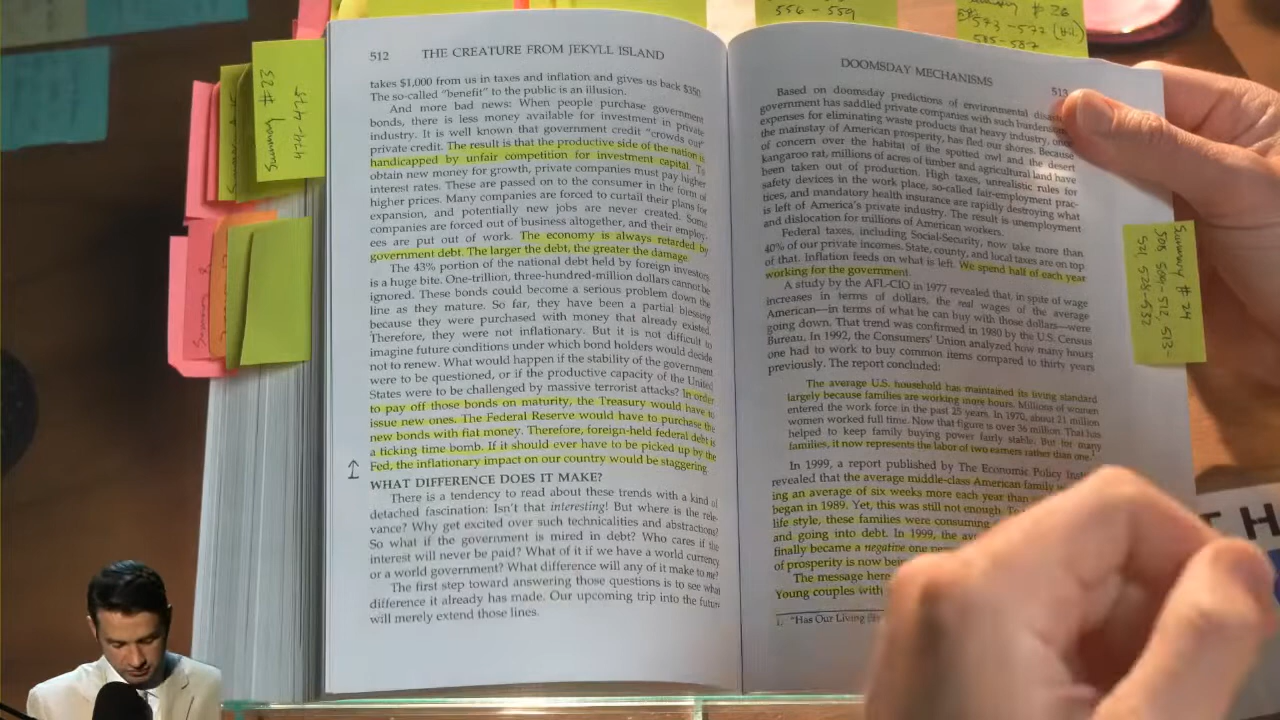 556 - 559
# 26
573 - 577
585 - 587
Summary # 25
474 - 475
512 THE CREATURE FROM JEKYLL ISLAND
takes $1,000 from us in taxes and inflation and gives us back $350.
The so-called "benefit" to the public is an illusion.
And more bad news: When people purchase government
bonds, there is less money available for investment in private
industry. It is well known that government credit "crowds out"
private credit. The result is that the productive side of the nation is
handicapped by unfair competition for investment capital. To
obtain new money for growth, private companies must pay higher
interest rates. These are passed on to the consumer in the form of
higher prices. Many companies are forced to curtail their plans for
expansion, and potentially new jobs are never created. Some
companies are forced out of business altogether, and their employ-
ees are put out of work. The economy is always retarded by
government debt. The larger the debt, the greater the damage.
The 43% portion of the national debt held by foreign investors
is a huge bite. One-trillion, three-hundred-million dollars cannot be
ignored. These bonds could become a serious problem down the
line as they mature. So far, they have been a partial blessing
because they were purchased with money that already existed.
Therefore, they were not inflationary. But it is not difficult to
imagine future conditions under which bond holders would decide
not to renew. What would happen if the stability of the government
were to be questioned, or if the productive capacity of the United
States were to be challenged by massive terrorist attacks? In order
to pay off those bonds on maturity, the Treasury would have to
issue new ones. The Federal Reserve would have to purchase the
new bonds with fiat money. Therefore, foreign-held federal debt is
a ticking time bomb. If it should ever have to be picked up by the
Fed, the inflationary impact on our country would be staggering.
WHAT DIFFERENCE DOES IT MAKE?
There is a tendency to read about these trends with a kind of
detached fascination: Isn't that interesting! But where is the rele-
vance? Why get excited over such technicalities and abstractions?
So what if the government is mired in debt? Who cares if the
interest will never be paid? What of it if we have a world currency
or a world government? What difference will any of it make to me?
The first step toward answering those questions is to see what
difference it already has made. Our upcoming trip into the future
will merely extend those lines.
DOOMSDAY MECHANISMS 513
Based on doomsday predictions of environmental disaster,
government has saddled private companies with such burdensome
expenses for eliminating waste products that heavy industry, once
the mainstay of American prosperity, has fled our shores. Because
of concern over the habitat of the spotted owl and the desert
kangaroo rat, millions of acres of timber and agricultural land have
been taken out of production. High taxes, unrealistic rules for
safety devices in the work place, so-called fair-employment prac-
tices, and mandatory health insurance are rapidly destroying what
is left of America's private industry. The result is unemployment
and dislocation for millions of American workers.
Federal taxes, including Social-Security, now take more than
40% of our private incomes. State, county, and local taxes are on top
of that. Inflation feeds on what is left. We spend half of each year
working for the government.
A study by the AFL-CIO in 1977 revealed that, in spite of wage
increases in terms of dollars, the real wages of the average
American—in terms of what he can buy with those dollars—were
going down. That trend was confirmed in 1980 by the U.S. Census
Bureau. In 1992, the Consumers' Union analyzed how many hours
one had to work to buy common items compared to thirty years
previously. The report concluded:
The average U.S. household has maintained its living standard
largely because families are working more hours. Millions of women
entered the work force in the past 25 years. In 1970, about 21 million
women worked full time. Now that figure is over 36 million. That has
helped to keep family buying power fairly stable. But for many
families, it now represents the labor of two earners rather than one.1
In 1999, a report published by The Economic Policy
revealed that the average middle-class American family
ing an average of six weeks more each year than
began in 1989. Yet, this was still not enough. To
life style, these families were consuming
and going into debt. In 1999, the
finally became a negative one
of prosperity is now being
The message here
Young couples with
1. "Has Our Living
Summary # 24
508, 509-512, 513-
521, 528-532
TH